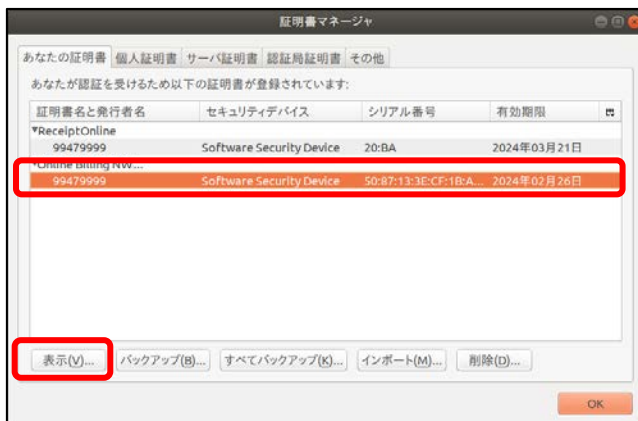 証明書マネージャ
あなたの証明書 個人証明書 サーバ証明書 認証局証明書 その他
あなたが認証を受けるため以下の証明書が登録されています:
証明書名と発行者名 セキュリティデバイス シリアル番号 有効期限
▼ReceiptOnline
99479999 Software Security Device 20:BA 2024年03月21日
▼Online Billing NW...
99479999 Software Security Device 50:87:13:3E:CF:1B:A... 2024年02月26日
表示(V)... バックアップ(B)... すべてバックアップ(K)... インポート(M)... 削除(D)...
OK